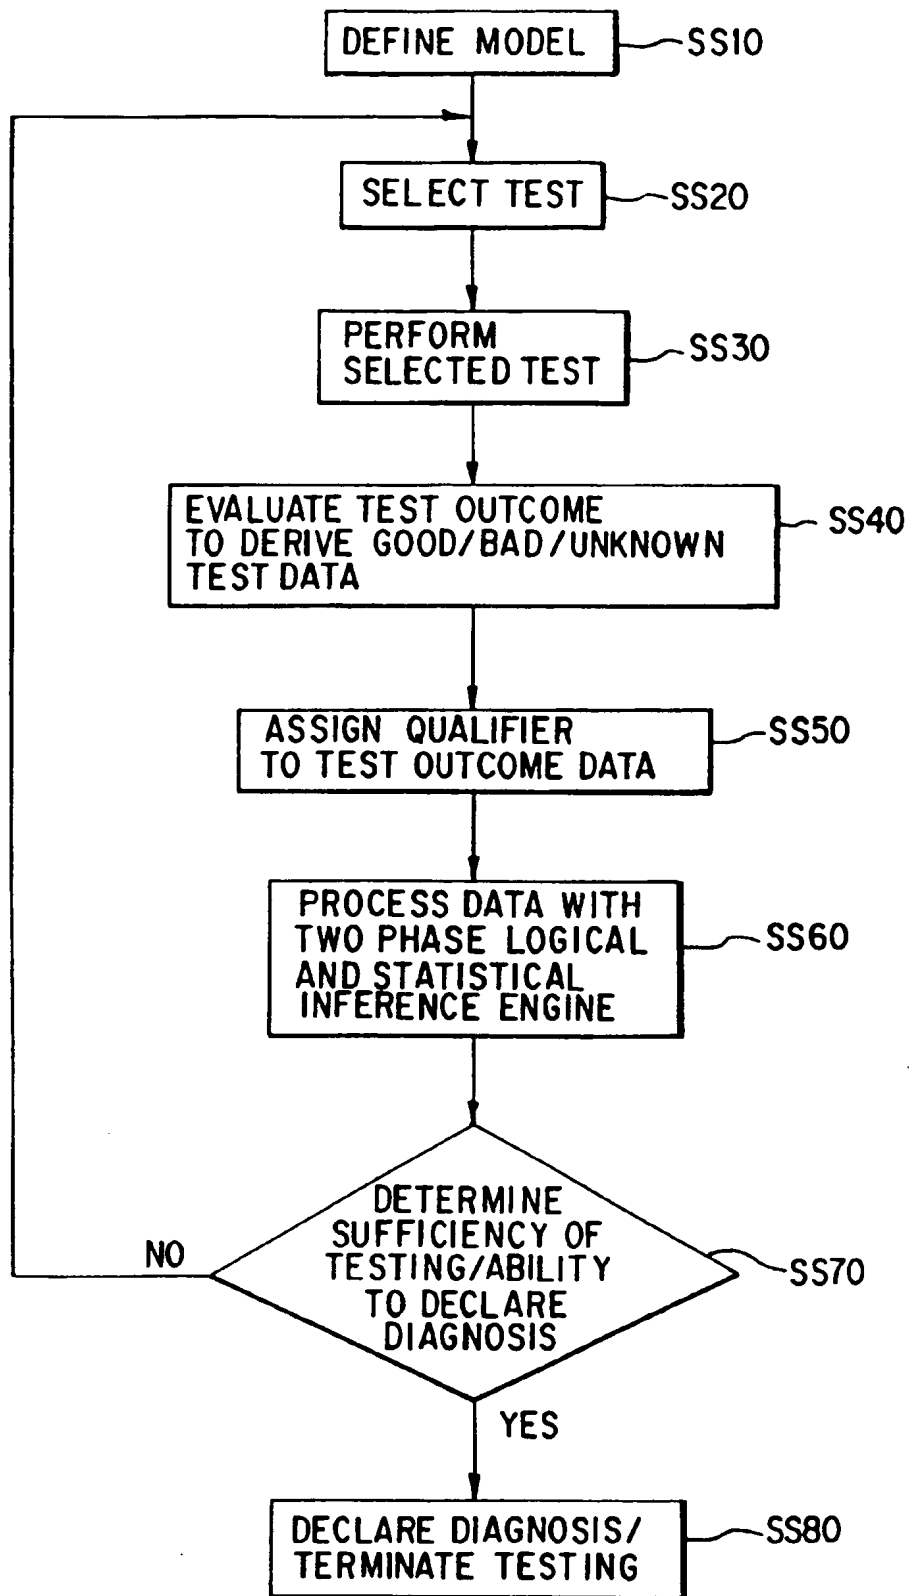 DEFINE MODEL
SS10
SELECT TEST
SS20
PERFORM
SELECTED TEST
SS30
EVALUATE TEST OUTCOME
TO DERIVE GOOD/BAD/UNKNOWN
TEST DATA
SS40
ASSIGN QUALIFIER
TO TEST OUTCOME DATA
SS50
PROCESS DATA WITH
TWO PHASE LOGICAL
AND STATISTICAL
INFERENCE ENGINE
SS60
DETERMINE
SUFFICIENCY OF
TESTING/ABILITY
TO DECLARE
DIAGNOSIS
SS70
NO
YES
DECLARE DIAGNOSIS/
TERMINATE TESTING
SS80